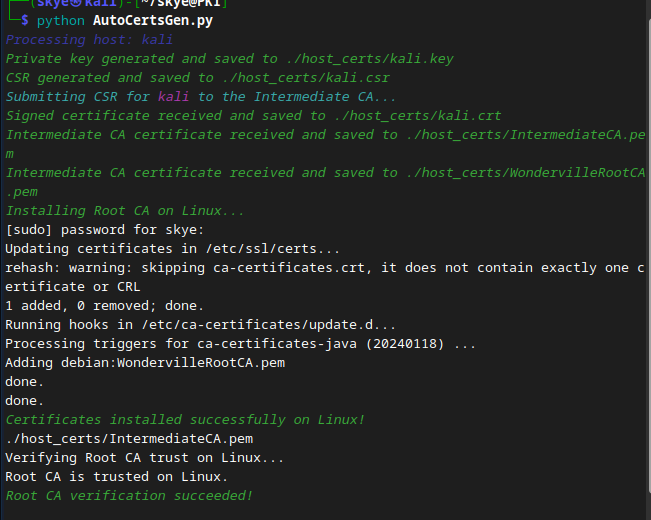 (skye㉿kali)-[~/skye@PKI]
$ python AutoCertsGen.py
Processing host: kali
Private key generated and saved to ./host_certs/kali.key
CSR generated and saved to ./host_certs/kali.csr
Submitting CSR for kali to the Intermediate CA...
Signed certificate received and saved to ./host_certs/kali.crt
Intermediate CA certificate received and saved to ./host_certs/IntermediateCA.pe
m
Intermediate CA certificate received and saved to ./host_certs/WondervilleRootCA
.pem
Installing Root CA on Linux...
[sudo] password for skye:
Updating certificates in /etc/ssl/certs...
rehash: warning: skipping ca-certificates.crt, it does not contain exactly one c
ertificate or CRL
1 added, 0 removed; done.
Running hooks in /etc/ca-certificates/update.d...
Processing triggers for ca-certificates-java (20240118) ...
Adding debian:WondervilleRootCA.pem
done.
done.
Certificates installed successfully on Linux!
./host_certs/IntermediateCA.pem
Verifying Root CA trust on Linux...
Root CA is trusted on Linux.
Root CA verification succeeded!